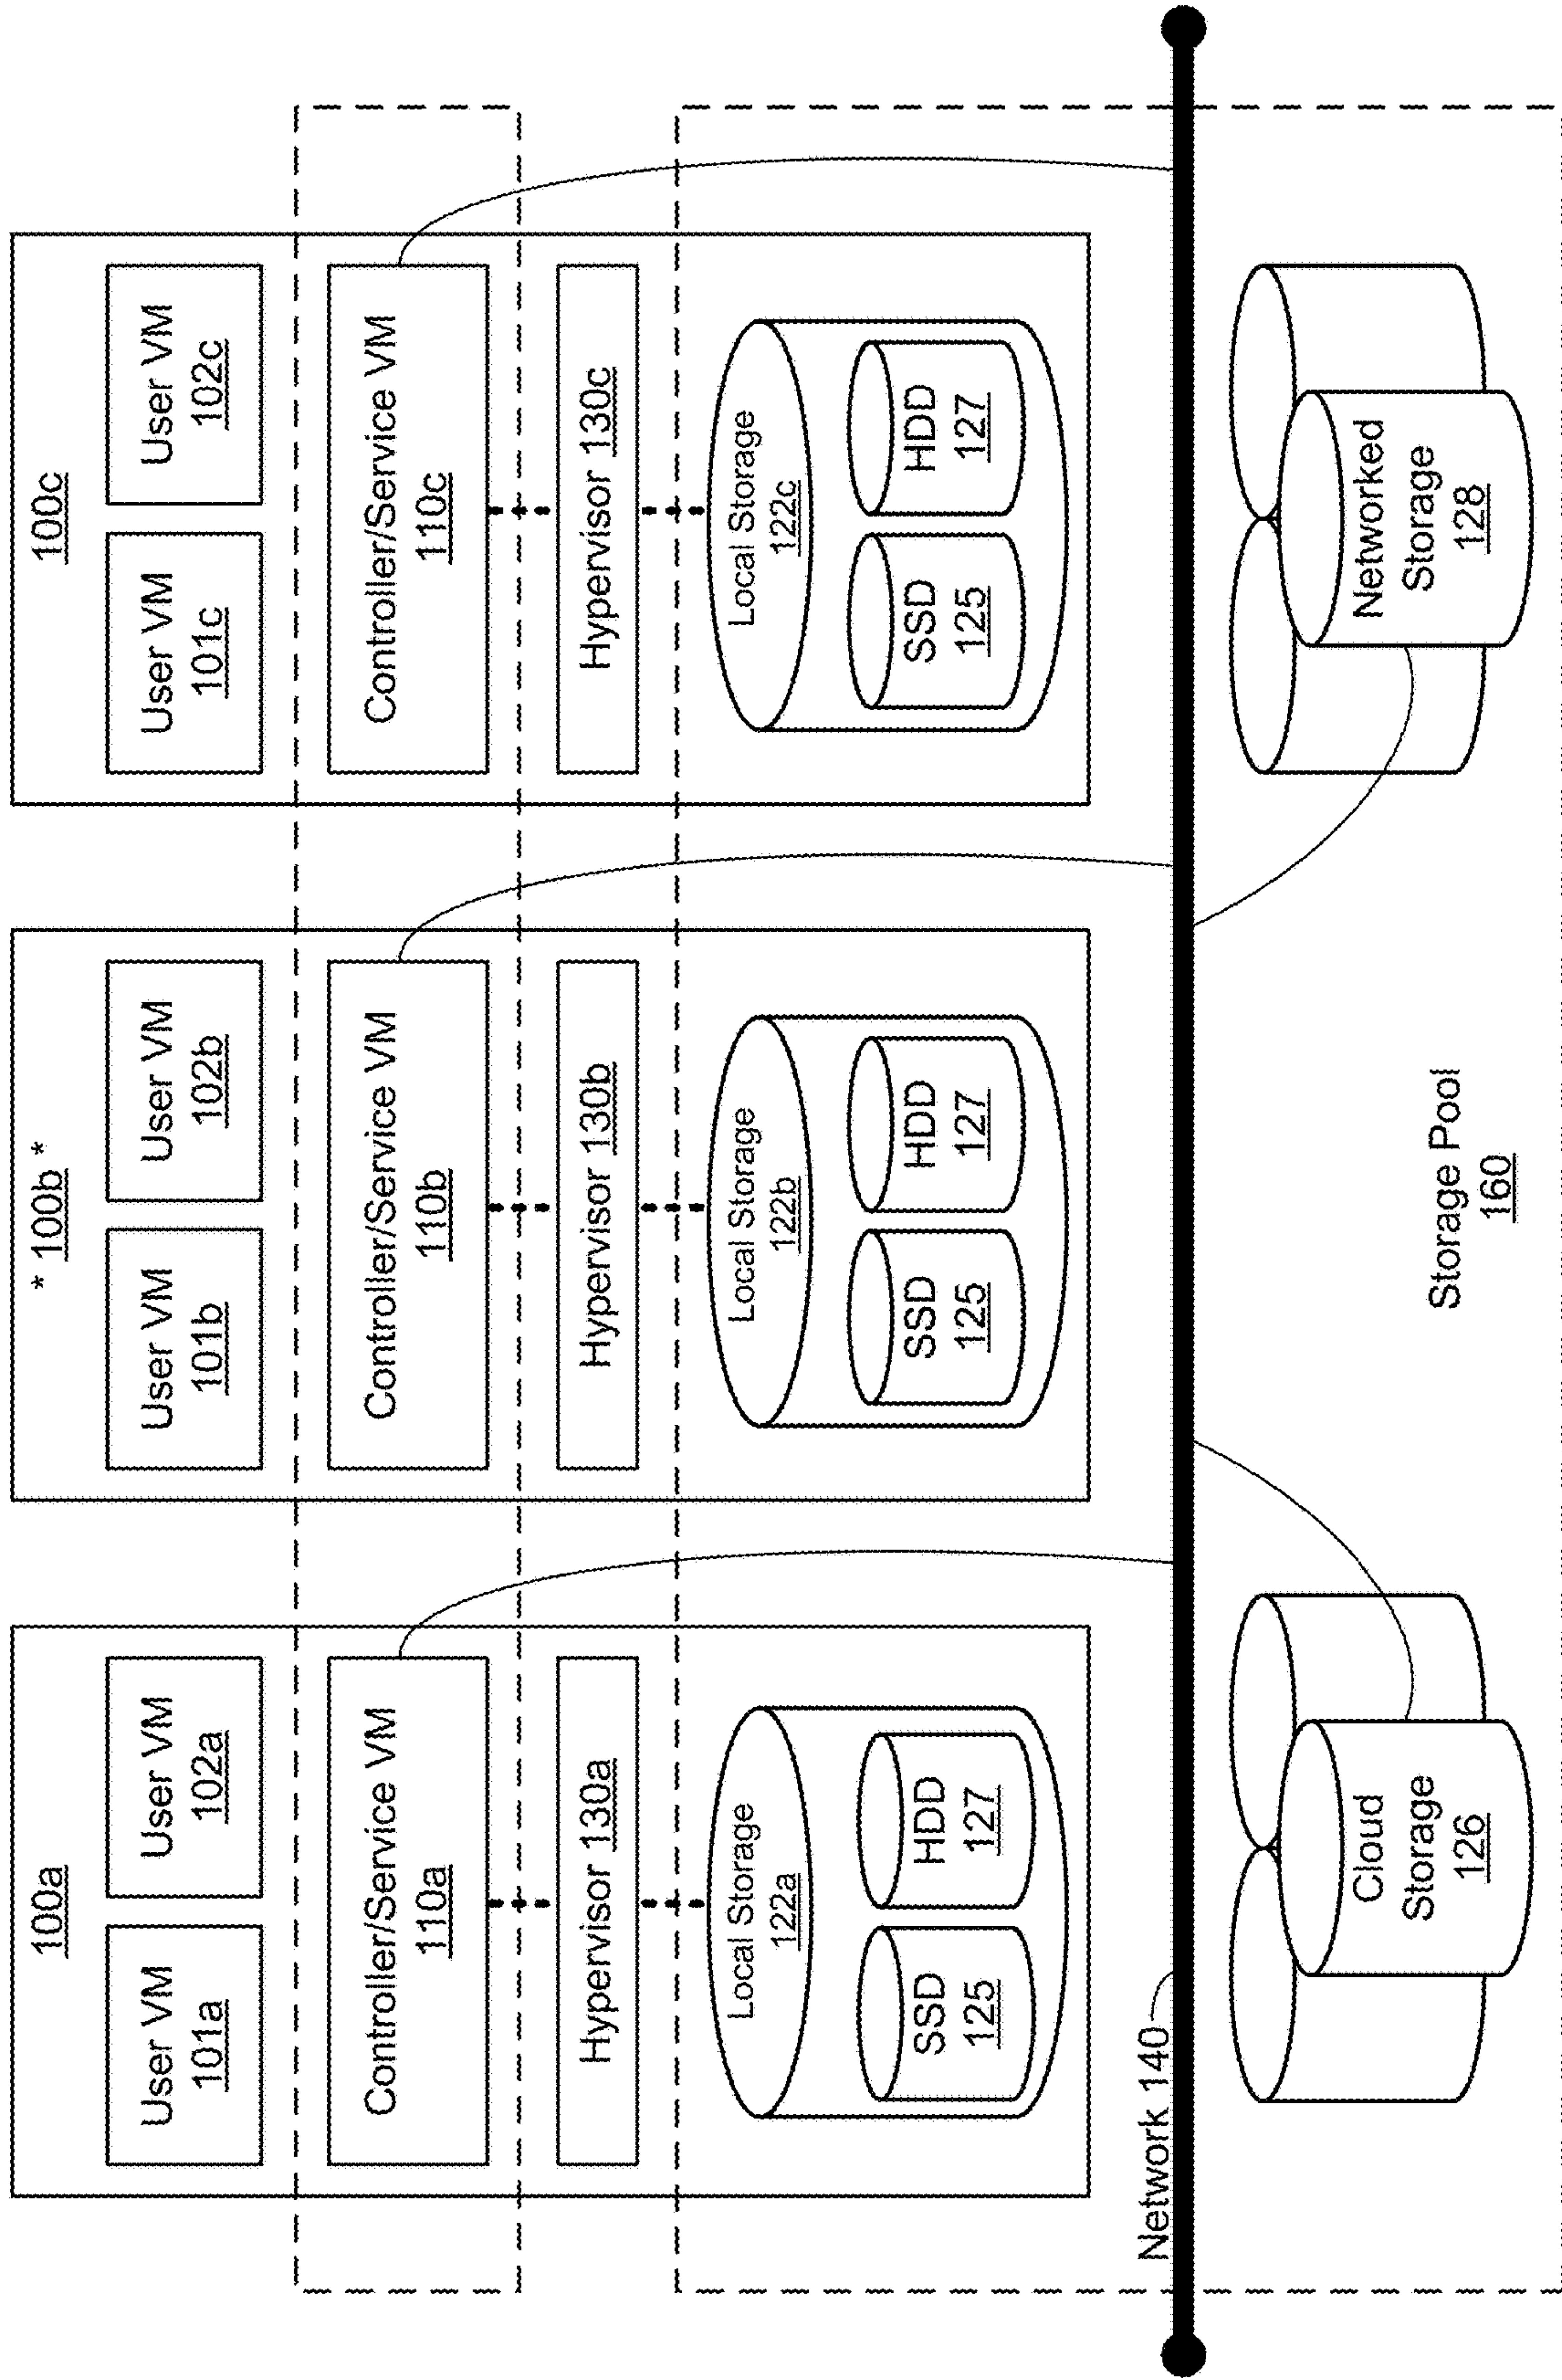 100a
User VM
101a
User VM
102a
Controller/Service VM
110a
Hypervisor 130a
Local Storage
122a
SSD
125
HDD
127
* 100b *
User VM
101b
User VM
102b
Controller/Service VM
110b
Hypervisor 130b
Local Storage
122b
SSD
125
HDD
127
100c
User VM
101c
User VM
102c
Controller/Service VM
110c
Hypervisor 130c
Local Storage
122c
SSD
125
HDD
127
Network 140
Cloud
Storage
126
Storage Pool
160
Networked
Storage
128